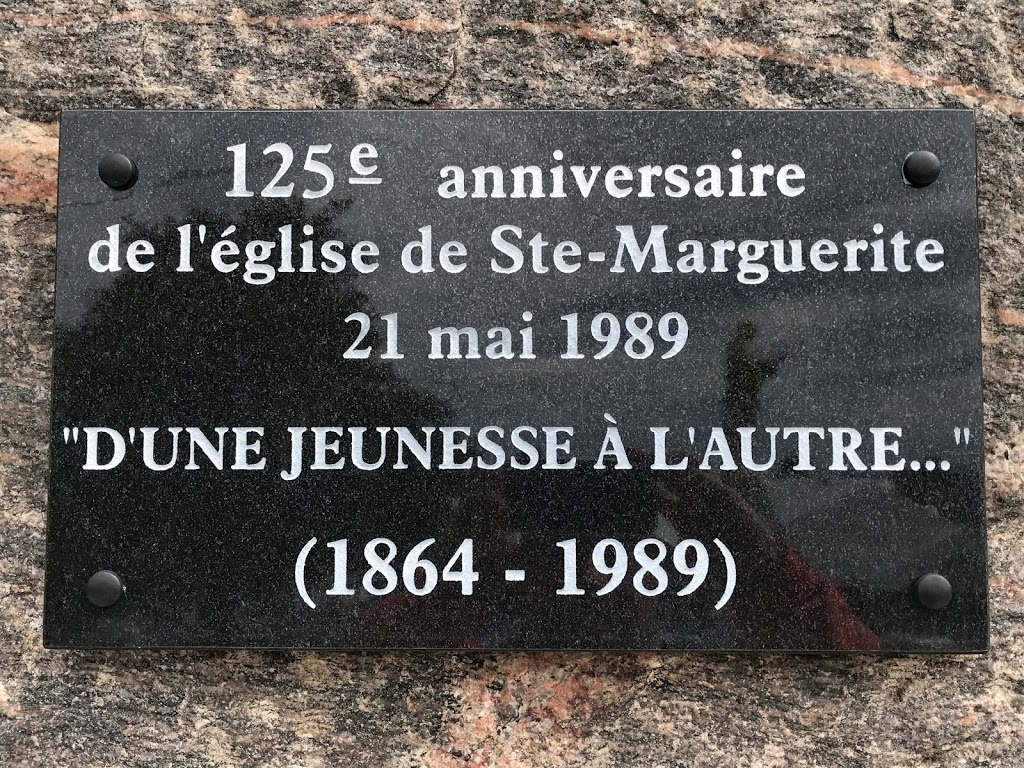 125e anniversaire
de l'église de Ste-Marguerite
21 mai 1989
"D'UNE JEUNESSE À L'AUTRE..."
(1864 - 1989)